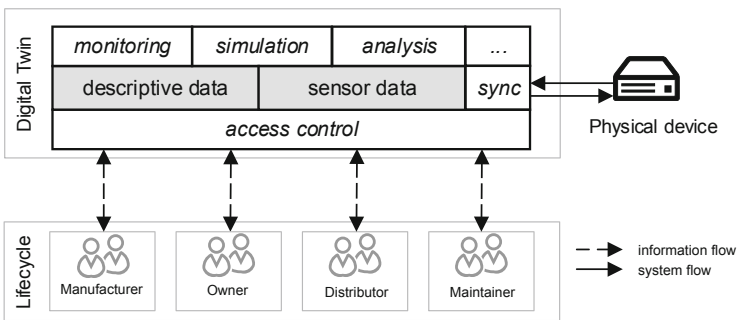 Digital Twin
monitoring simulation analysis ...
descriptive data sensor data sync
access control
Physical device
Lifecycle
Manufacturer Owner Distributor Maintainer
information flow
system flow